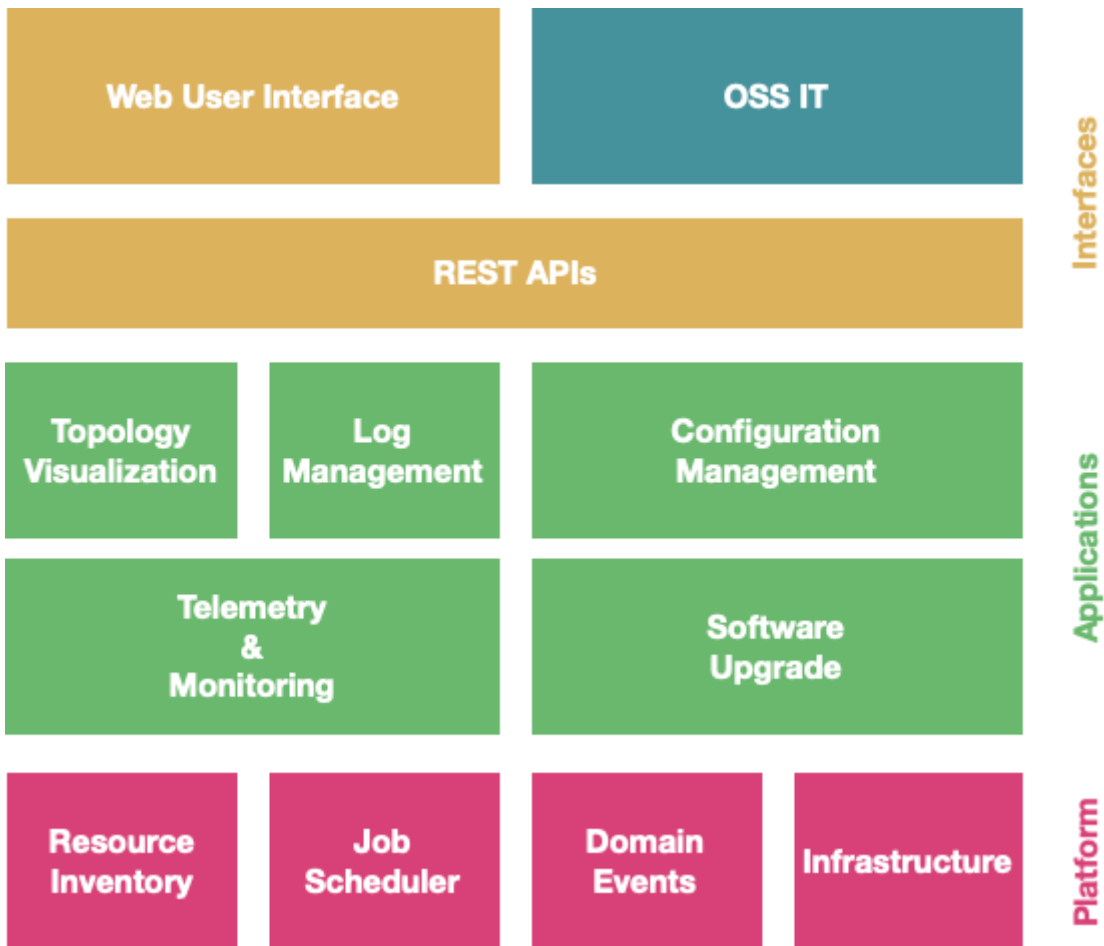 Web User Interface
OSS IT
Interfaces
REST APIs
Topology
Visualization
Log
Management
Configuration
Management
Applications
Telemetry
&
Monitoring
Software
Upgrade
Resource
Inventory
Job
Scheduler
Domain
Events
Infrastructure
Platform